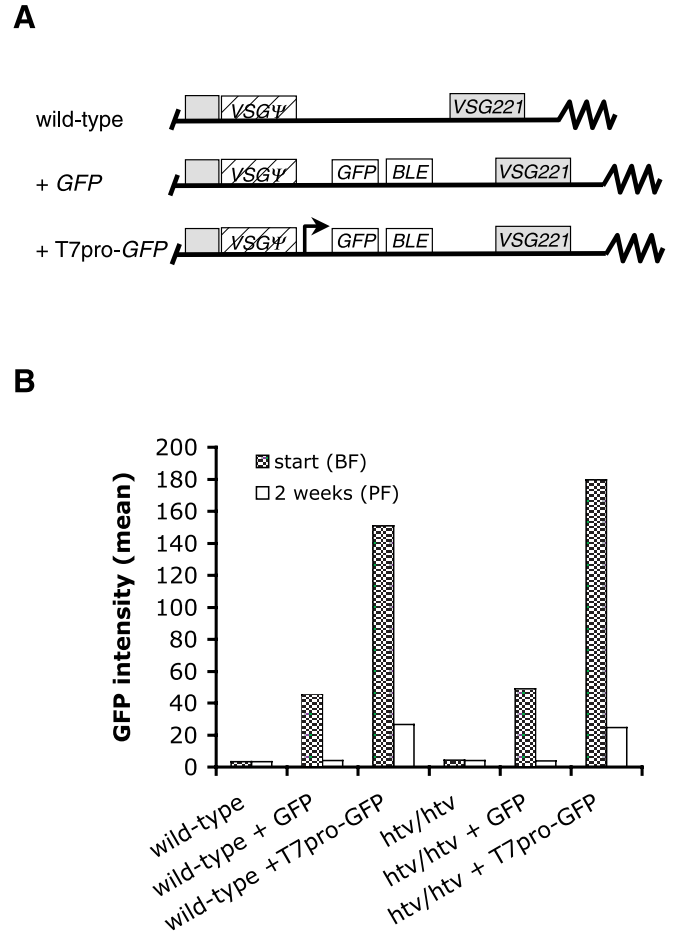 A
wild-type
VSGΨ
VSG221
+ GFP
VSGΨ
GFP
BLE
VSG221
+ T7pro-GFP
VSGΨ
GFP
BLE
VSG221
B
200
180
160
140
120
100
80
60
40
20
0
GFP intensity (mean)
start (BF)
2 weeks (PF)
wild-type
wild-type + GFP
wild-type +T7pro-GFP
htv/htv
htv/htv + GFP
htv/htv + T7pro-GFP